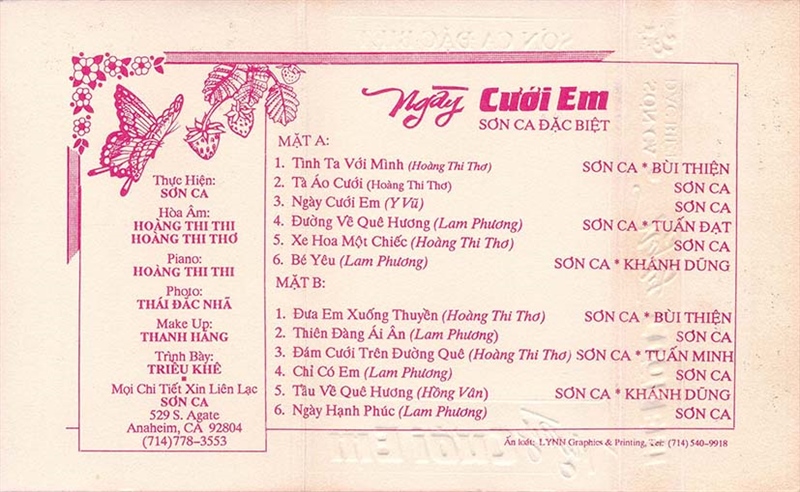 Ngày Cưới Em
SƠN CA ĐẶC BIỆT
MẶT A:
1. Tình Ta Với Mình (Hoàng Thi Thơ) SƠN CA * BÙI THIỆN
2. Tà Áo Cưới (Hoàng Thi Thơ) SƠN CA
3. Ngày Cưới Em (Y Vũ) SƠN CA
4. Đường Về Quê Hương (Lam Phương) SƠN CA * TUẤN ĐẠT
5. Xe Hoa Một Chiếc (Hoàng Thi Thơ) SƠN CA
6. Bé Yêu (Lam Phương) SƠN CA * KHÁNH DŨNG
MẶT B:
1. Đưa Em Xuống Thuyền (Hoàng Thi Thơ) SƠN CA * BÙI THIỆN
2. Thiên Đàng Ái Ân (Lam Phương) SƠN CA
3. Đám Cưới Trên Đường Quê (Hoàng Thi Thơ) SƠN CA * TUẤN MINH
4. Chỉ Có Em (Lam Phương) SƠN CA
5. Tầu Về Quê Hương (Hồng Vân) SƠN CA * KHÁNH DŨNG
6. Ngày Hạnh Phúc (Lam Phương) SƠN CA
Thực Hiện:
SƠN CA
Hòa Âm:
HOÀNG THI THI
HOÀNG THI THƠ
Piano:
HOÀNG THI THI
Photo:
THÁI ĐẮC NHÃ
Make Up:
THANH HẰNG
Trình Bày:
TRIỀU KHÊ
Mọi Chi Tiết Xin Liên Lạc
SƠN CA
529 S. Agate
Anaheim, CA 92804
(714) 778-3553
Ấn loát: LYNN Graphics & Printing, Tel: (714) 540-9918